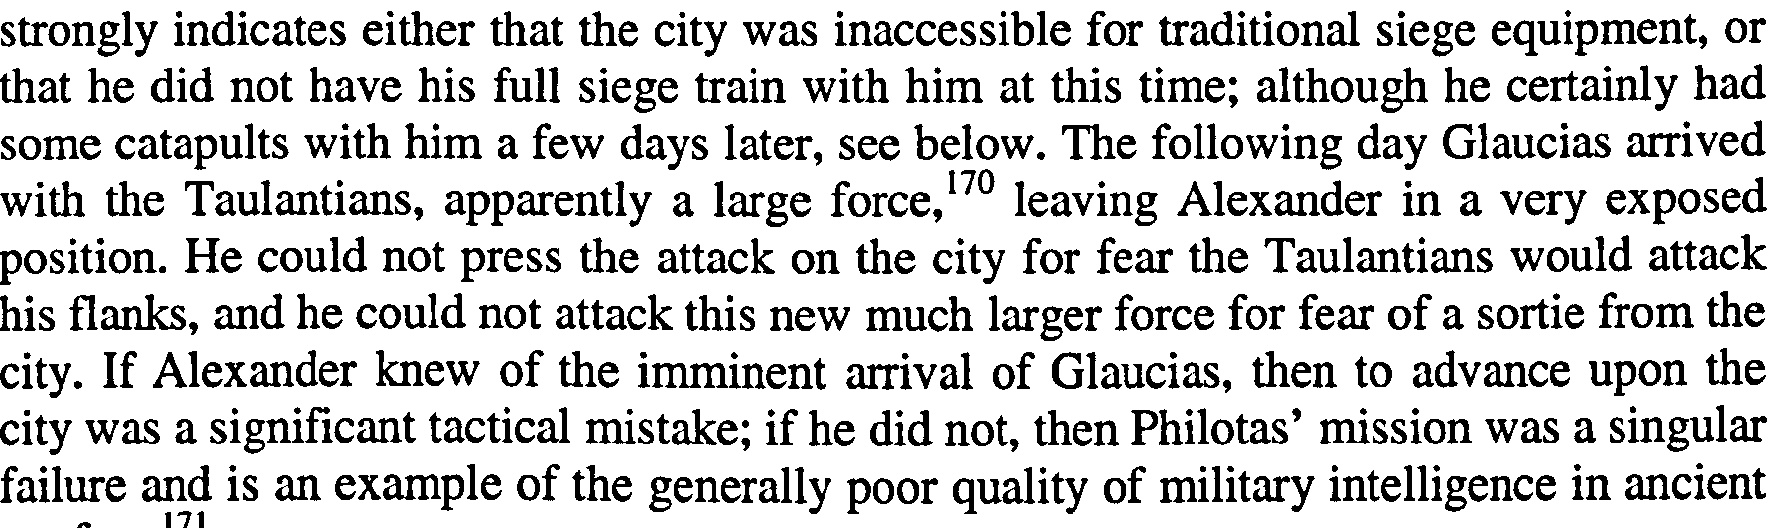 strongly indicates either that the city was inaccessible for traditional siege equipment, or
that he did not have his full siege train with him at this time; although he certainly had
some catapults with him a few days later, see below. The following day Glaucias arrived
with the Taulantians, apparently a large force,170 leaving Alexander in a very exposed
position. He could not press the attack on the city for fear the Taulantians would attack
his flanks, and he could not attack this new much larger force for fear of a sortie from the
city. If Alexander knew of the imminent arrival of Glaucias, then to advance upon the
city was a significant tactical mistake; if he did not, then Philotas’ mission was a singular
failure and is an example of the generally poor quality of military intelligence in ancient
171